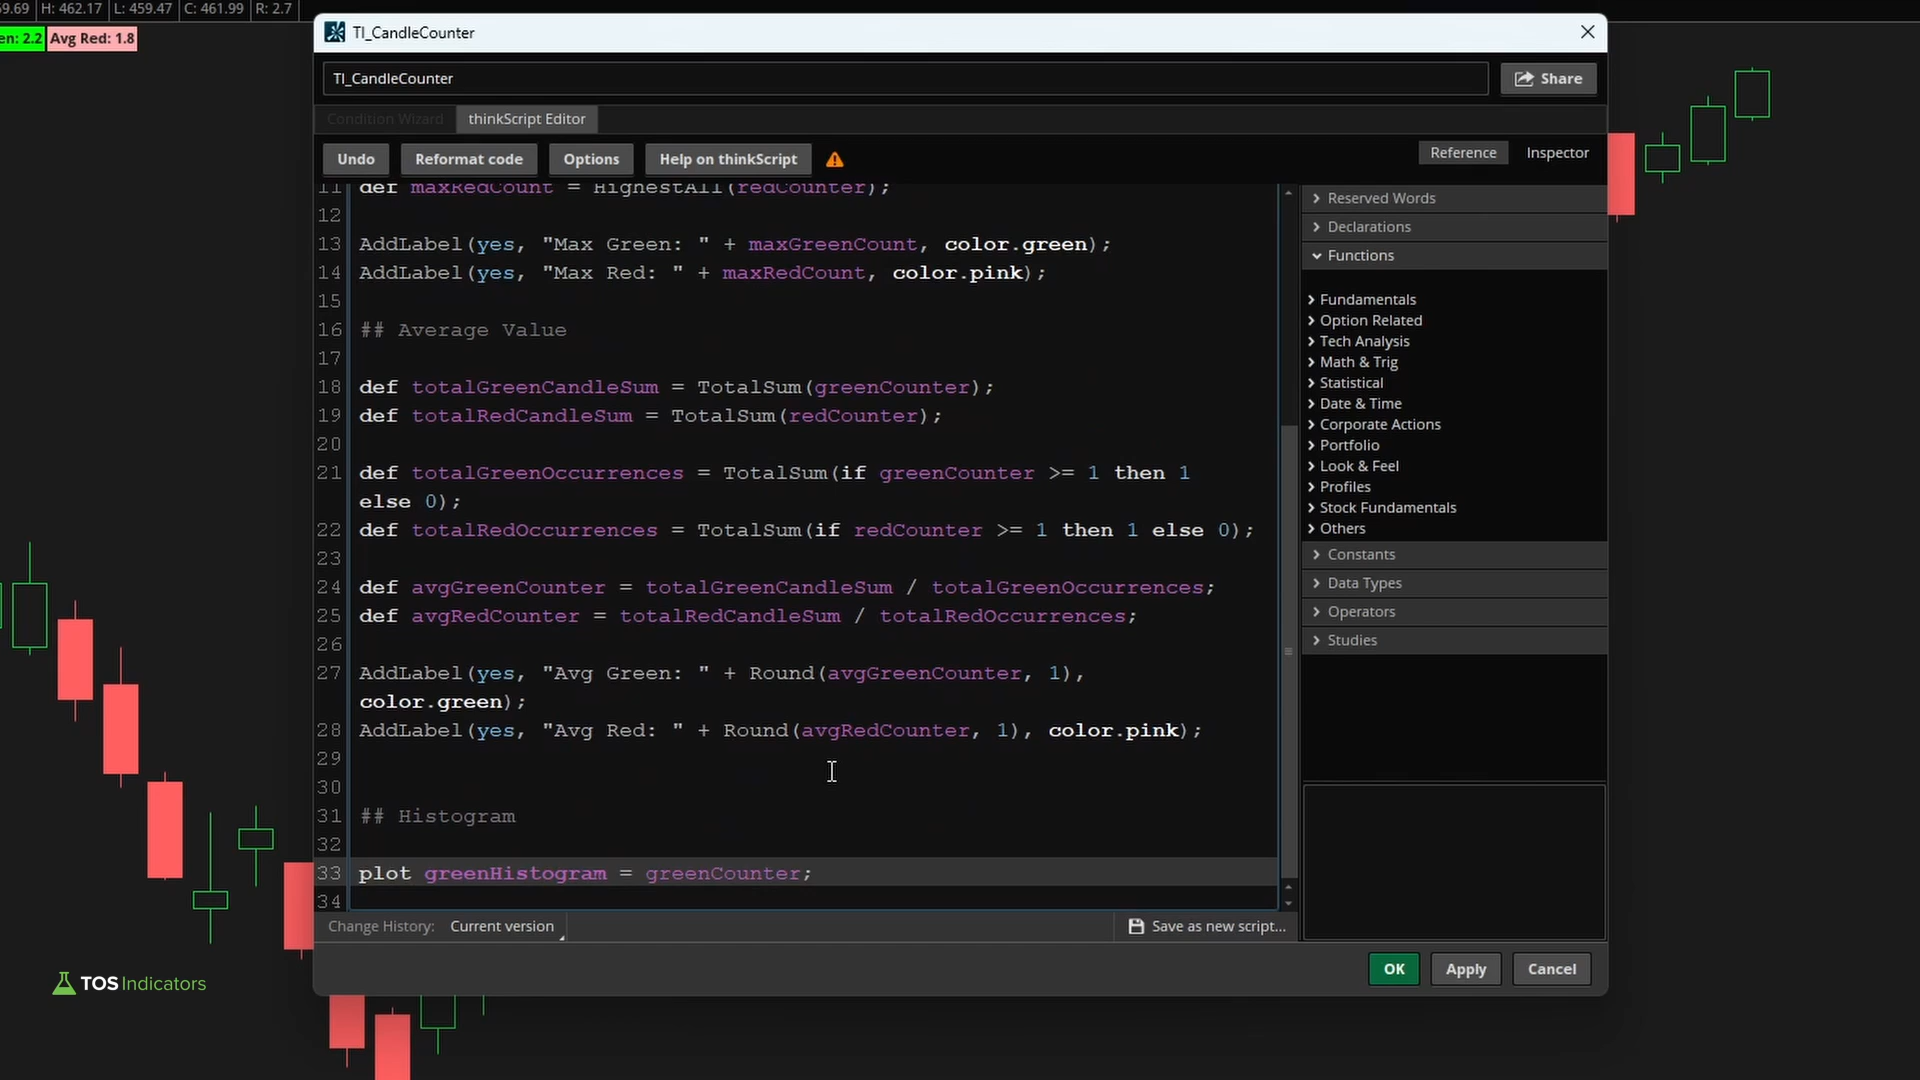 H: 462.17 | L: 459.47 | C: 461.99 | R: 2.7
en: 2.2 Avg Red: 1.8
TI_CandleCounter
TI_CandleCounter
Share
Condition Wizard thinkScript Editor
Undo Reformat code Options Help on thinkScript
Reference Inspector
11 def maxRedCount = HighestAll(redCounter);
12
13 AddLabel(yes, "Max Green: " + maxGreenCount, color.green);
14 AddLabel(yes, "Max Red: " + maxRedCount, color.pink);
15
16 ## Average Value
17
18 def totalGreenCandleSum = TotalSum(greenCounter);
19 def totalRedCandleSum = TotalSum(redCounter);
20
21 def totalGreenOccurrences = TotalSum(if greenCounter >= 1 then 1
else 0);
22 def totalRedOccurrences = TotalSum(if redCounter >= 1 then 1 else 0);
23
24 def avgGreenCounter = totalGreenCandleSum / totalGreenOccurrences;
25 def avgRedCounter = totalRedCandleSum / totalRedOccurrences;
26
27 AddLabel(yes, "Avg Green: " + Round(avgGreenCounter, 1),
color.green);
28 AddLabel(yes, "Avg Red: " + Round(avgRedCounter, 1), color.pink);
29
30
31 ## Histogram
32
33 plot greenHistogram = greenCounter;
34
Reserved Words
Declarations
Functions
Fundamentals
Option Related
Tech Analysis
Math & Trig
Statistical
Date & Time
Corporate Actions
Portfolio
Look & Feel
Profiles
Stock Fundamentals
Others
Constants
Data Types
Operators
Studies
Change History: Current version
Save as new script...
OK Apply Cancel
TOS Indicators